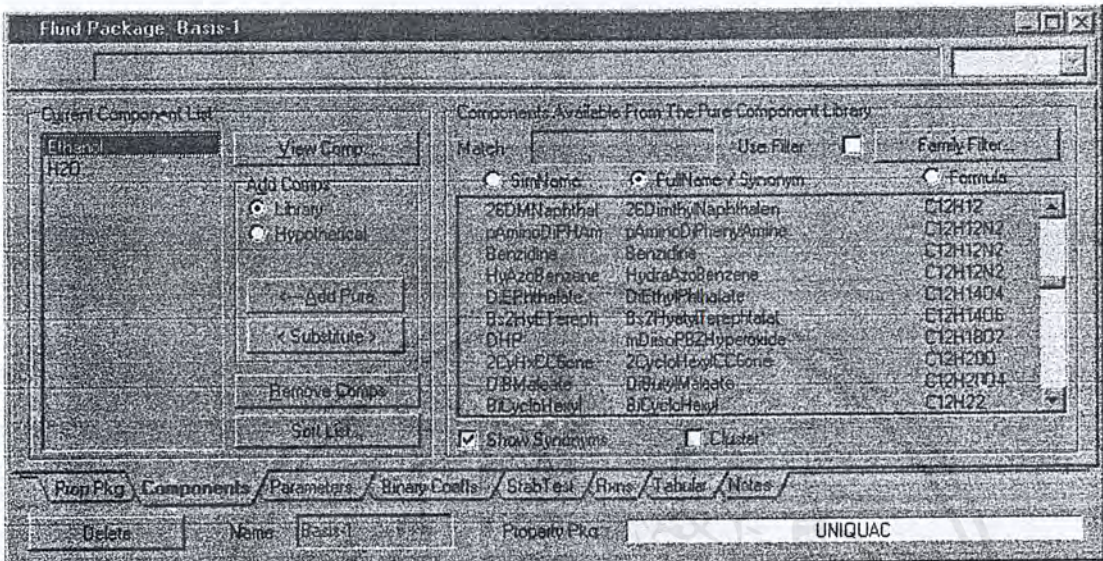 Fluid Package: Basis-1
Current Component List
Ethanol
H2O
View Comp...
Add Comps
Library
Hypothetical
<---Add Pure
< Substitute >
Remove Comps
Sort List...
Components Available From The Pure Component Library
Match
Use Filter
Family Filter...
SimName
FullName / Synonym
Formula
26DMNaphthal 26DimthylNaphthalen C12H12
pAminoDiPHAm pAminoDiPhenylAmine C12H12N2
Benzidine Benzidine C12H12N2
HyAzoBenzene HydraAzoBenzene C12H12N2
DiEPhthalate DiEthylPhthalate C12H14O4
Bs2HyETereph C12H14O6
DHP mDiisoPBZHyperoxide C12H18O2
2CyHxCC6one 2CycloHexylCC6one C12H20O
DiBMaleate DiButylMaleate C12H20O4
BiCycloHexyl BiCycloHexyl C12H22
Show Synonyms
Cluster
Prop Pkg Components Parameters Binary Coeffs StabTest Rxns Tabular Notes
Delete
Name Basis-1
Property Pkg UNIQUAC